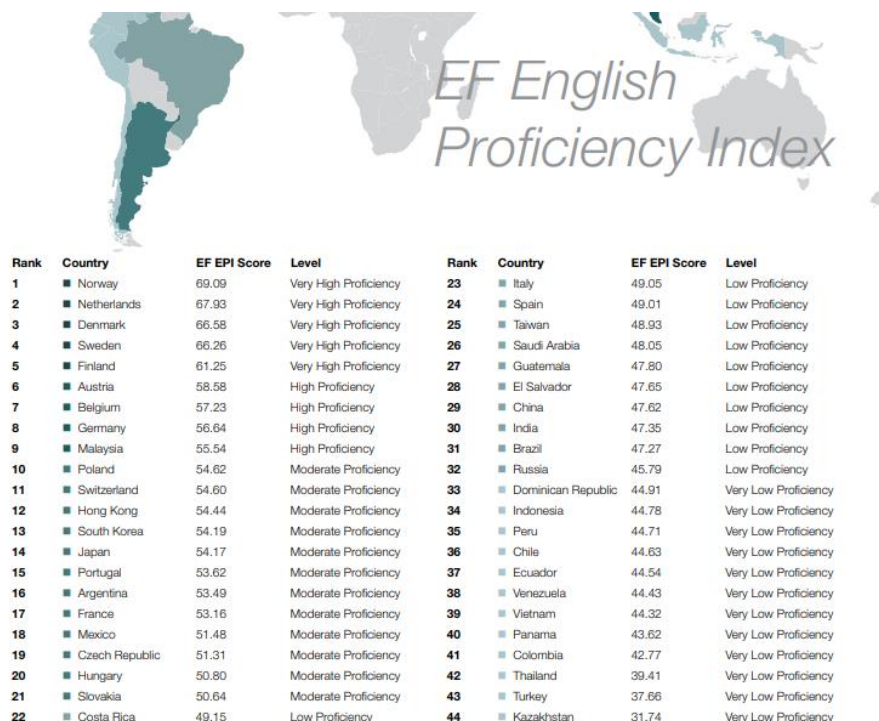 EF English
Proficiency Index
Rank Country EF EPI Score Level
1 Norway 69.09 Very High Proficiency
2 Netherlands 67.93 Very High Proficiency
3 Denmark 66.58 Very High Proficiency
4 Sweden 66.26 Very High Proficiency
5 Finland 61.25 Very High Proficiency
6 Austria 58.58 High Proficiency
7 Belgium 57.23 High Proficiency
8 Germany 56.64 High Proficiency
9 Malaysia 55.54 High Proficiency
10 Poland 54.62 Moderate Proficiency
11 Switzerland 54.60 Moderate Proficiency
12 Hong Kong 54.44 Moderate Proficiency
13 South Korea 54.19 Moderate Proficiency
14 Japan 54.17 Moderate Proficiency
15 Portugal 53.62 Moderate Proficiency
16 Argentina 53.49 Moderate Proficiency
17 France 53.16 Moderate Proficiency
18 Mexico 51.48 Moderate Proficiency
19 Czech Republic 51.31 Moderate Proficiency
20 Hungary 50.80 Moderate Proficiency
21 Slovakia 50.64 Moderate Proficiency
22 Costa Rica 49.15 Low Proficiency
Rank Country EF EPI Score Level
23 Italy 49.05 Low Proficiency
24 Spain 49.01 Low Proficiency
25 Taiwan 48.93 Low Proficiency
26 Saudi Arabia 48.05 Low Proficiency
27 Guatemala 47.80 Low Proficiency
28 El Salvador 47.65 Low Proficiency
29 China 47.62 Low Proficiency
30 India 47.35 Low Proficiency
31 Brazil 47.27 Low Proficiency
32 Russia 45.79 Low Proficiency
33 Dominican Republic 44.91 Very Low Proficiency
34 Indonesia 44.78 Very Low Proficiency
35 Peru 44.71 Very Low Proficiency
36 Chile 44.63 Very Low Proficiency
37 Ecuador 44.54 Very Low Proficiency
38 Venezuela 44.43 Very Low Proficiency
39 Vietnam 44.32 Very Low Proficiency
40 Panama 43.62 Very Low Proficiency
41 Colombia 42.77 Very Low Proficiency
42 Thailand 39.41 Very Low Proficiency
43 Turkey 37.66 Very Low Proficiency
44 Kazakhstan 31.74 Very Low Proficiency